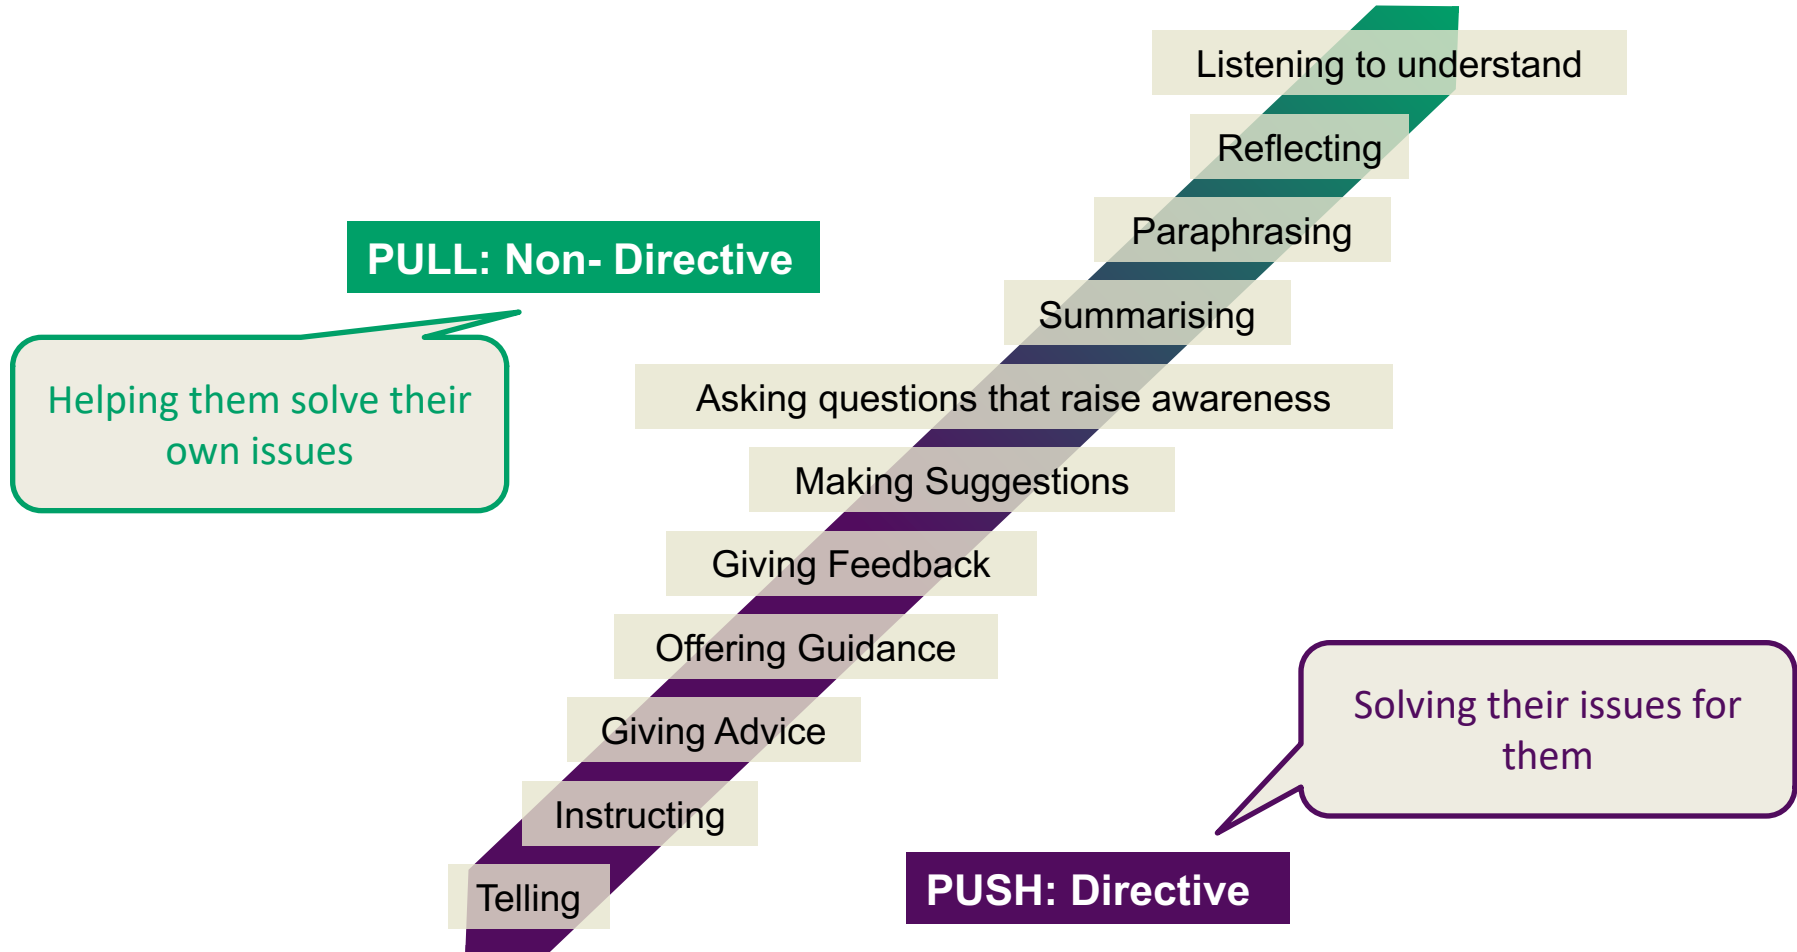 Listening to understand
Reflecting
Paraphrasing
PULL: Non- Directive
Summarising
Helping them solve their
own issues
Asking questions that raise awareness
Making Suggestions
Giving Feedback
Offering Guidance
Solving their issues for
them
Giving Advice
Instructing
Telling
PUSH: Directive